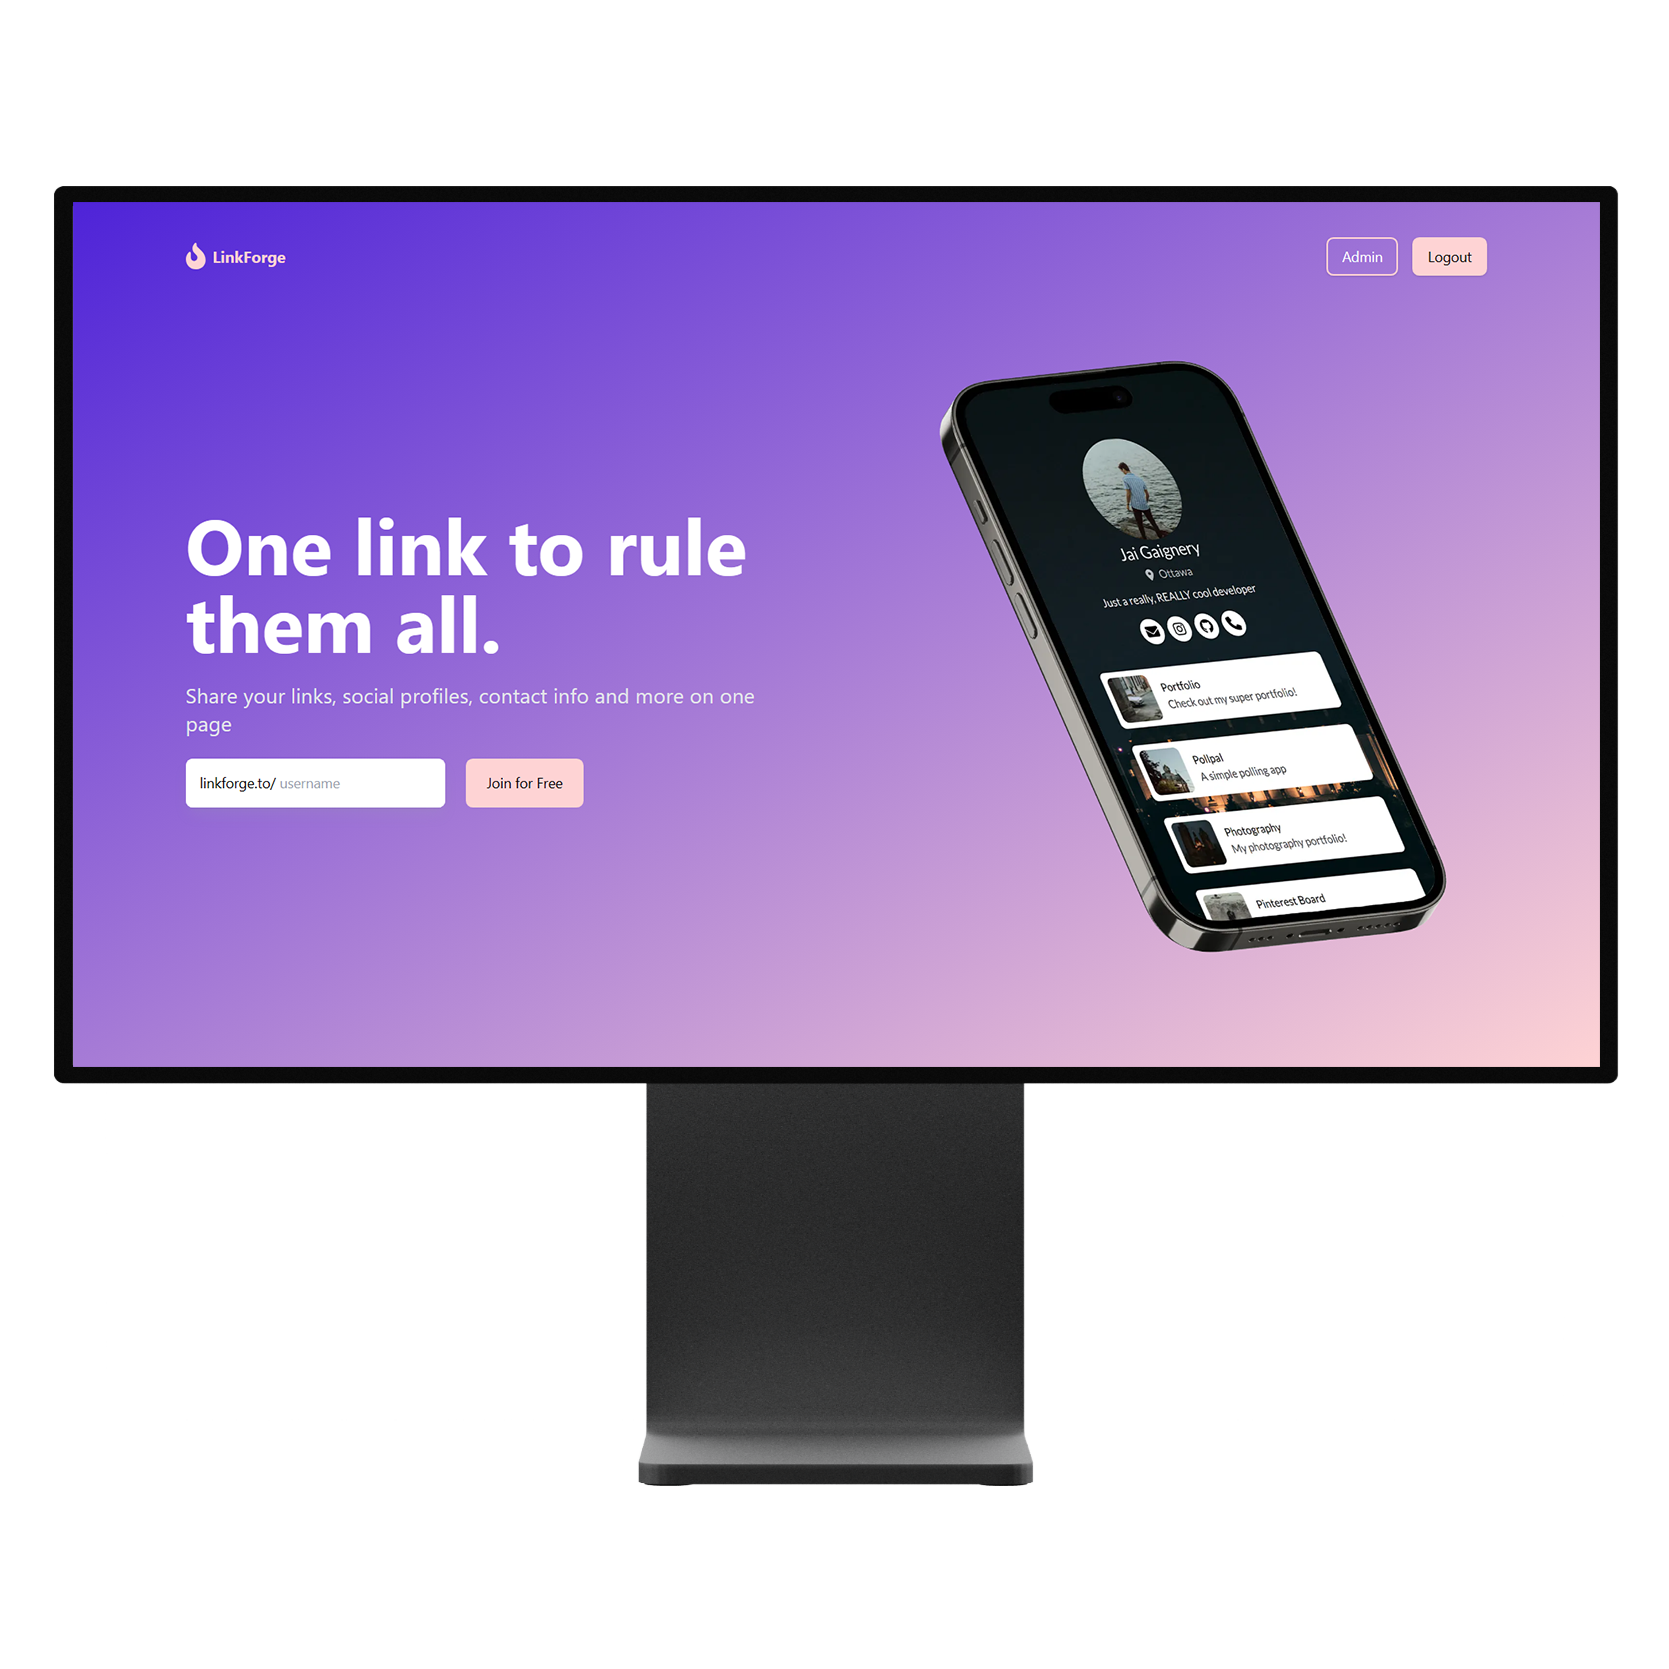 LinkForge
Admin
Logout
One link to rule
them all.
Share your links, social profiles, contact info and more on one
page
linkforge.to/ username
Join for Free
Jai Gaignery
Ottawa
Just a really, REALLY cool developer
Portfolio
Check out my super portfolio!
Pollpal
A simple polling app
Photography
My photography portfolio!
Pinterest Board